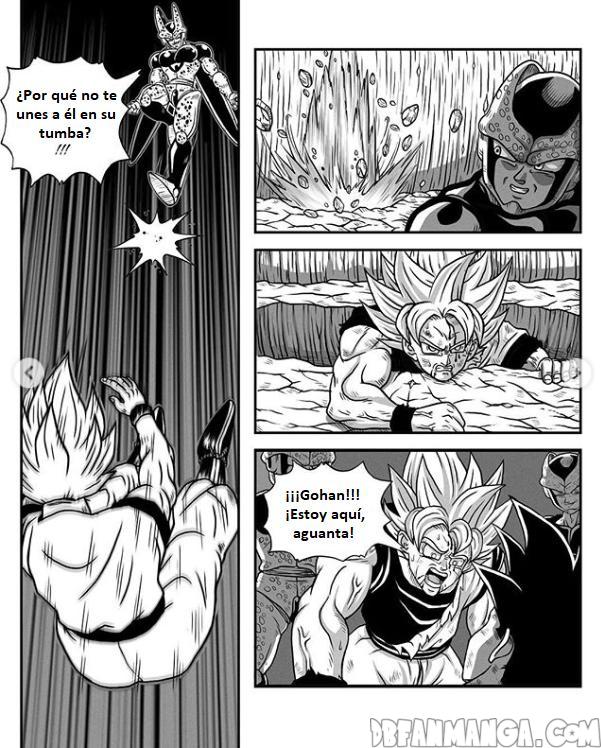 ¿Por qué no te
unes a él en su
tumba?
!!!
¡¡¡Gohan!!!
¡Estoy aquí,
aguanta!
DBFANMANGA.COM